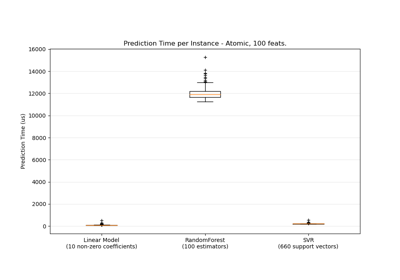 Prediction Time per Instance - Atomic, 100 feats.
Prediction Time (us)
16000
14000
12000
10000
8000
6000
4000
2000
0
Linear Model
(10 non-zero coefficients)
RandomForest
(100 estimators)
SVR
(660 support vectors)